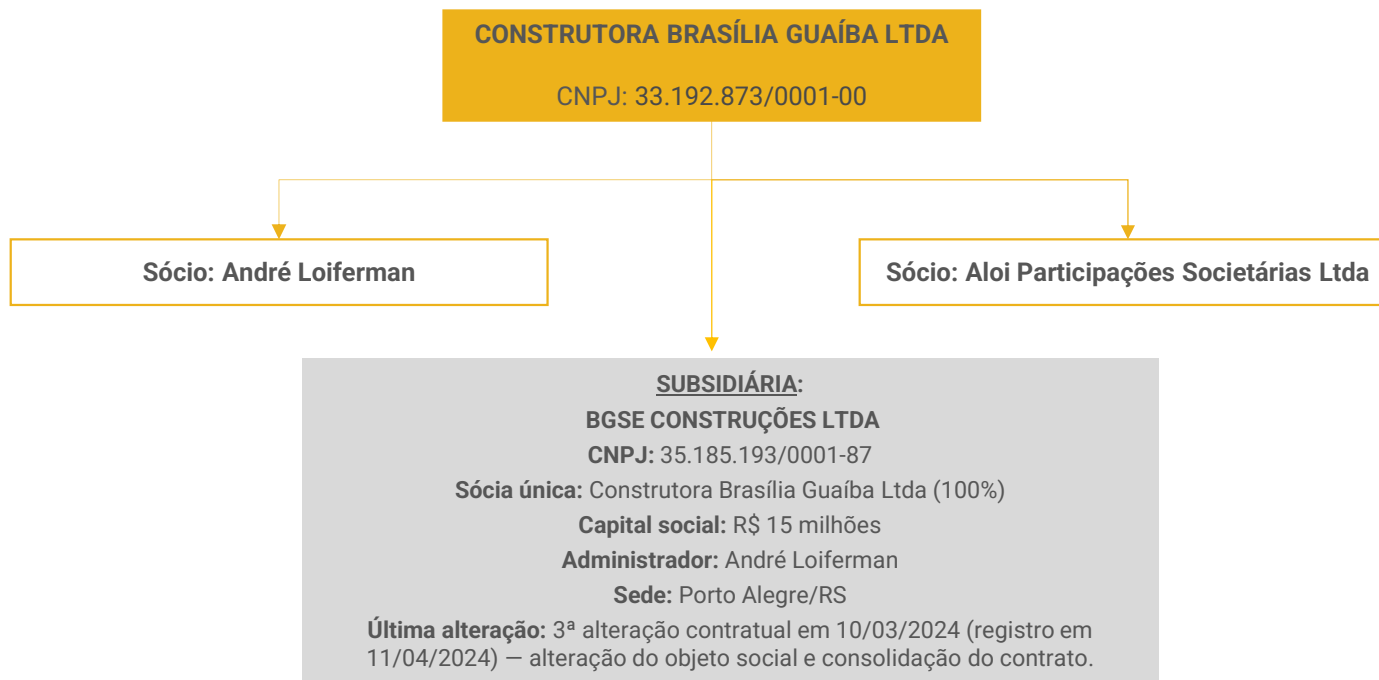 CONSTRUTORA BRASÍLIA GUAÍBA LTDA
CNPJ: 33.192.873/0001-00
Sócio: André Loiferman
Sócio: Aloi Participações Societárias Ltda
SUBSIDIÁRIA:
BGSE CONSTRUÇÕES LTDA
CNPJ: 35.185.193/0001-87
Sócia única: Construtora Brasília Guaíba Ltda (100%)
Capital social: R$ 15 milhões
Administrador: André Loiferman
Sede: Porto Alegre/RS
Última alteração: 3ª alteração contratual em 10/03/2024 (registro em
11/04/2024) — alteração do objeto social e consolidação do contrato.